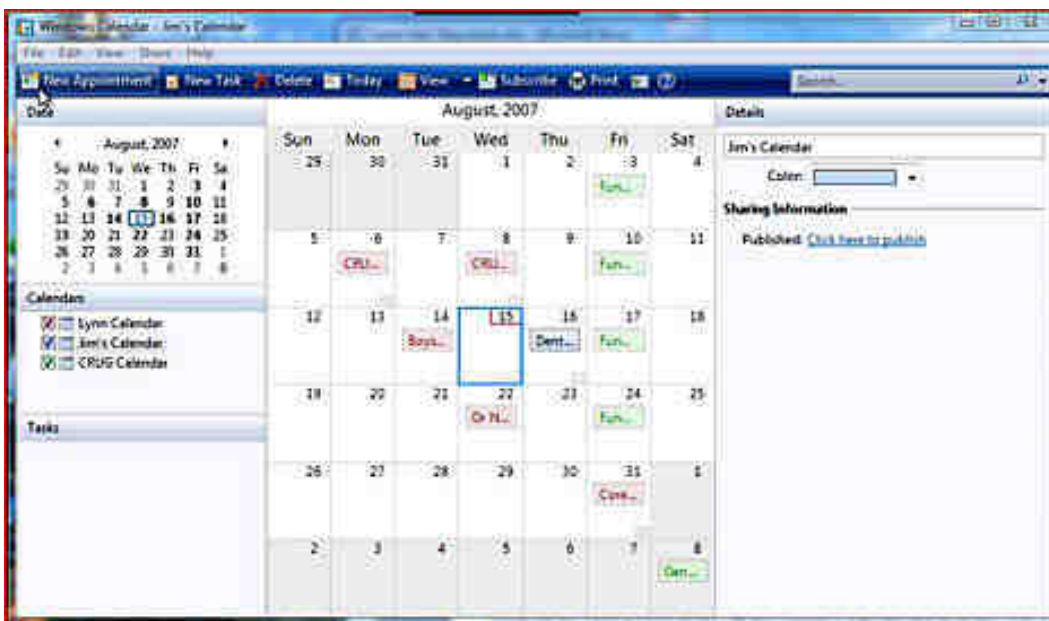 Windows Calendar - Jim's Calendar
File Edit View Share Help
New Appointment New Task Delete Today View Subscribe Print
Search...
Date
August, 2007
Su Mo Tu We Th Fr Sa
29 30 31 1 2 3 4
5 6 7 8 9 10 11
12 13 14 15 16 17 18
19 20 21 22 23 24 25
26 27 28 29 30 31 1
2 3 4 5 6 7 8
Calendars
Lynn Calendar
Jim's Calendar
CRUG Calendar
Tasks
August, 2007
Sun Mon Tue Wed Thu Fri Sat
29 30 31 1 2 3 4
Fun...
5 6 7 8 9 10 11
CRU... CRU... Fun...
12 13 14 15 16 17 18
Boys... Dent... Fun...
19 20 21 22 23 24 25
Dr N... Fun...
26 27 28 29 30 31 1
2 3 4 5 6 7 8
Details
Jim's Calendar
Color:
Sharing Information
Published: Click here to publish